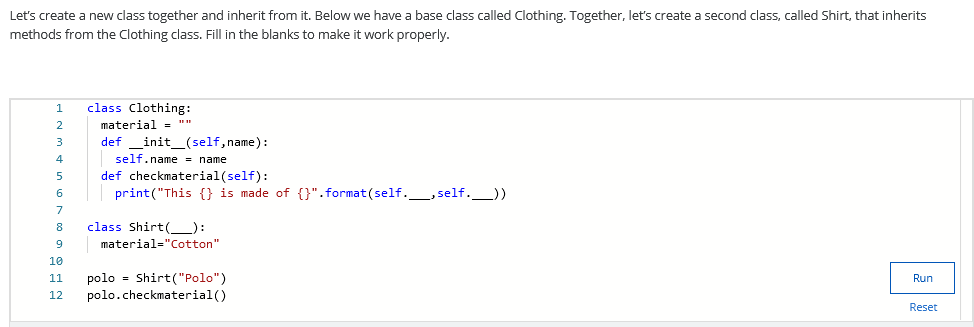 Let's create a new class together and inherit from it. Below we have a base class called Clothing. Together, let's create a second class, called Shirt, that inherits
methods from the Clothing class. Fill in the blanks to make it work properly.
1 class Clothing:
2   material = ""
3   def __init__(self,name):
4     self.name = name
5   def checkmaterial(self):
6     print("This {} is made of {}".format(self.___,self.___))
7
8 class Shirt(___):
9   material="Cotton"
10
11 polo = Shirt("Polo")
12 polo.checkmaterial()
Run
Reset